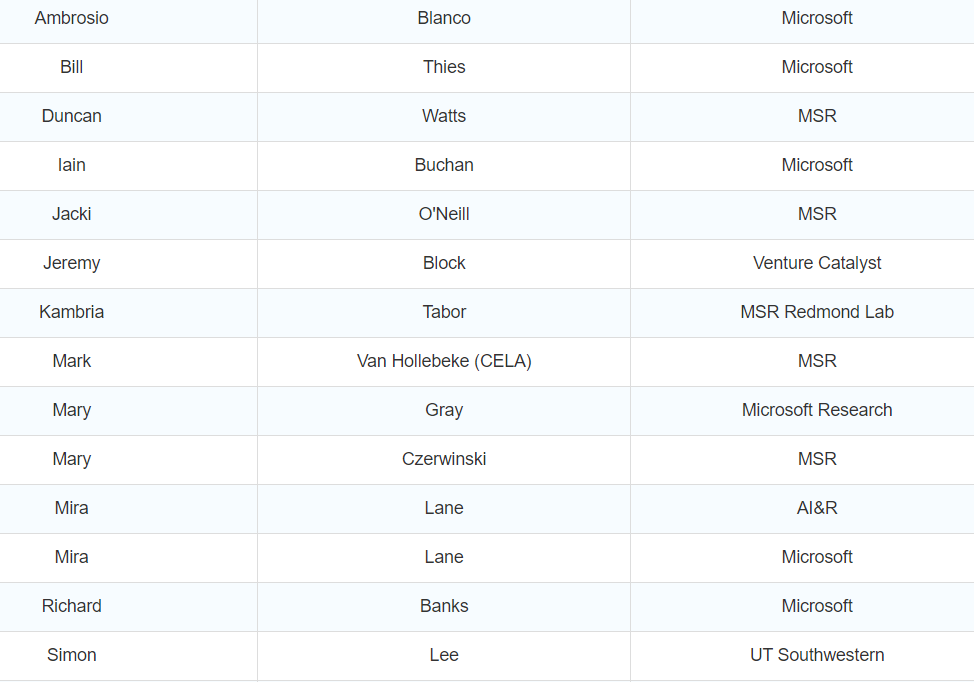 Ambrosio Blanco Microsoft
Bill Thies Microsoft
Duncan Watts MSR
Iain Buchan Microsoft
Jacki O'Neill MSR
Jeremy Block Venture Catalyst
Kambria Tabor MSR Redmond Lab
Mark Van Hollebeke (CELA) MSR
Mary Gray Microsoft Research
Mary Czerwinski MSR
Mira Lane AI&R
Mira Lane Microsoft
Richard Banks Microsoft
Simon Lee UT Southwestern